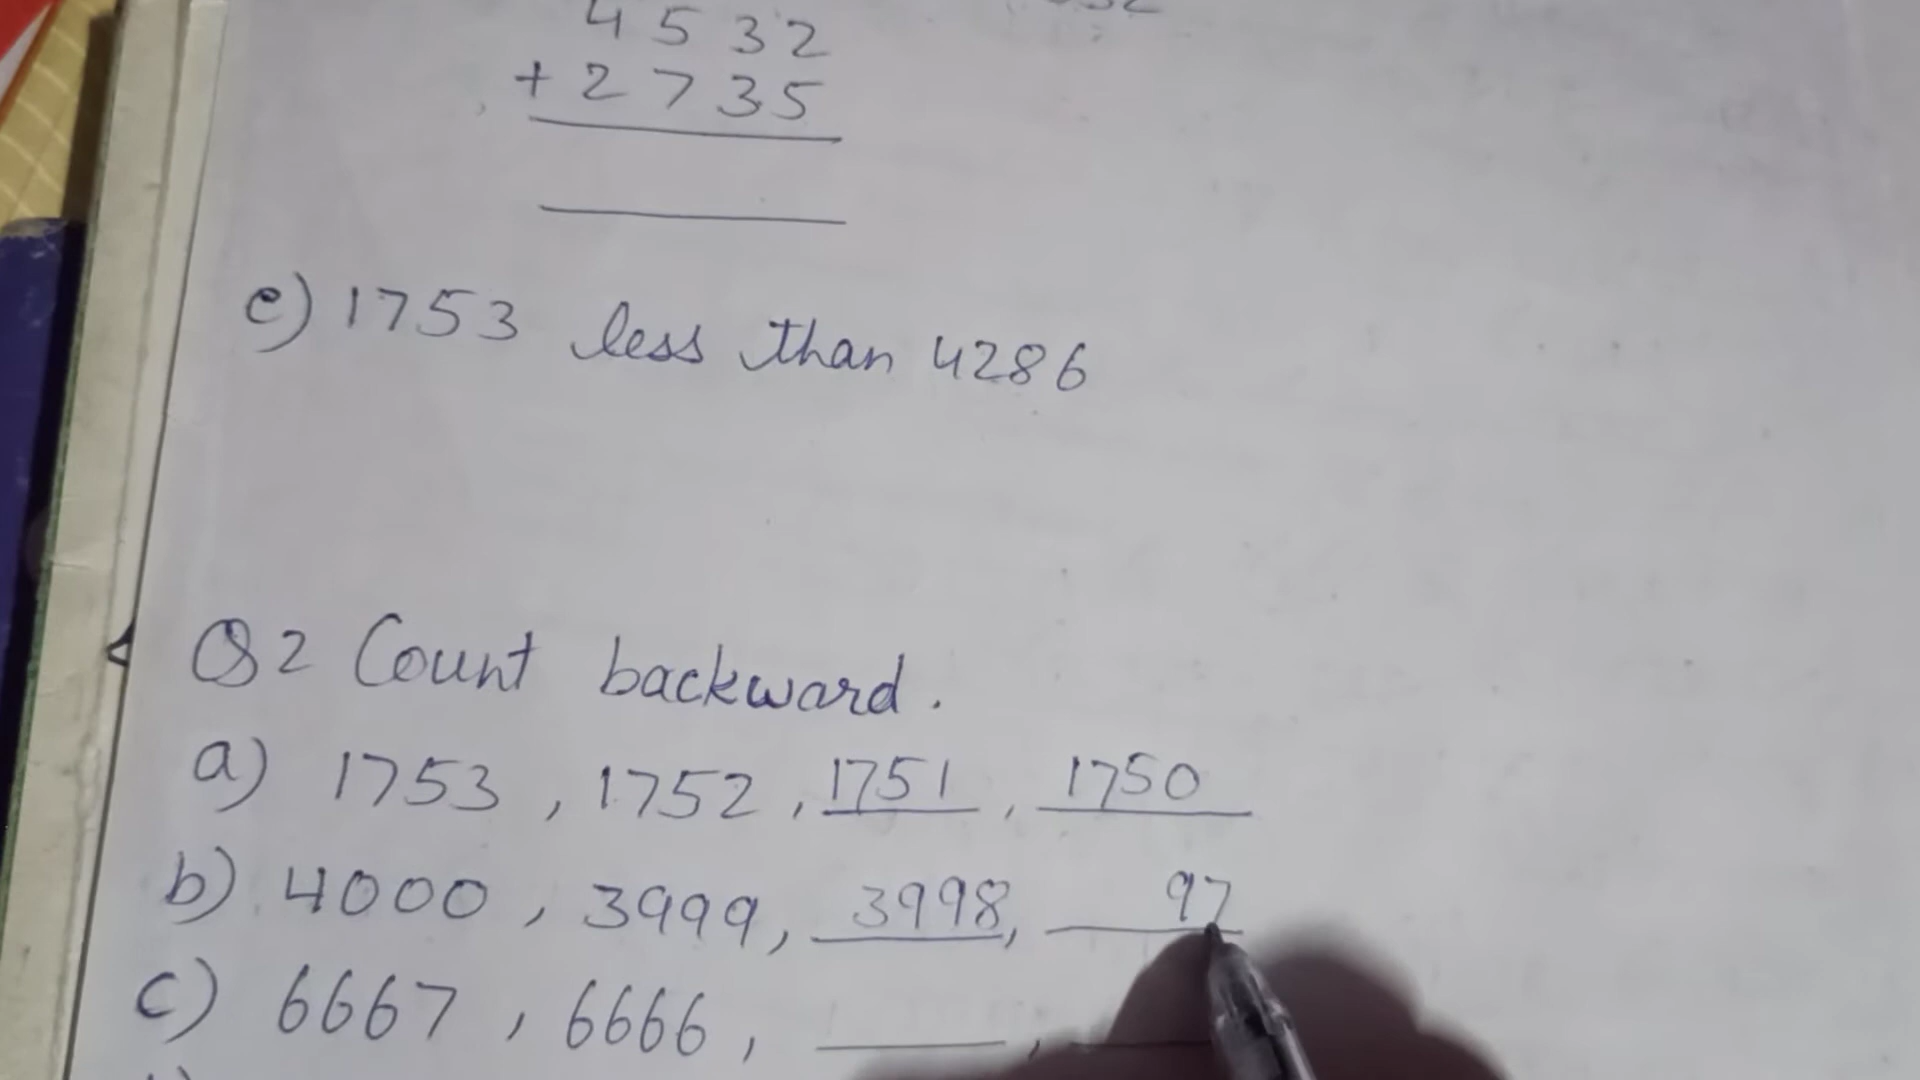 4532
+ 2735
e) 1753 less than 4286
Q2 Count backward.
a) 1753, 1752, 1751, 1750
b) 4000, 3999, 3998, 97
c) 6667, 6666,